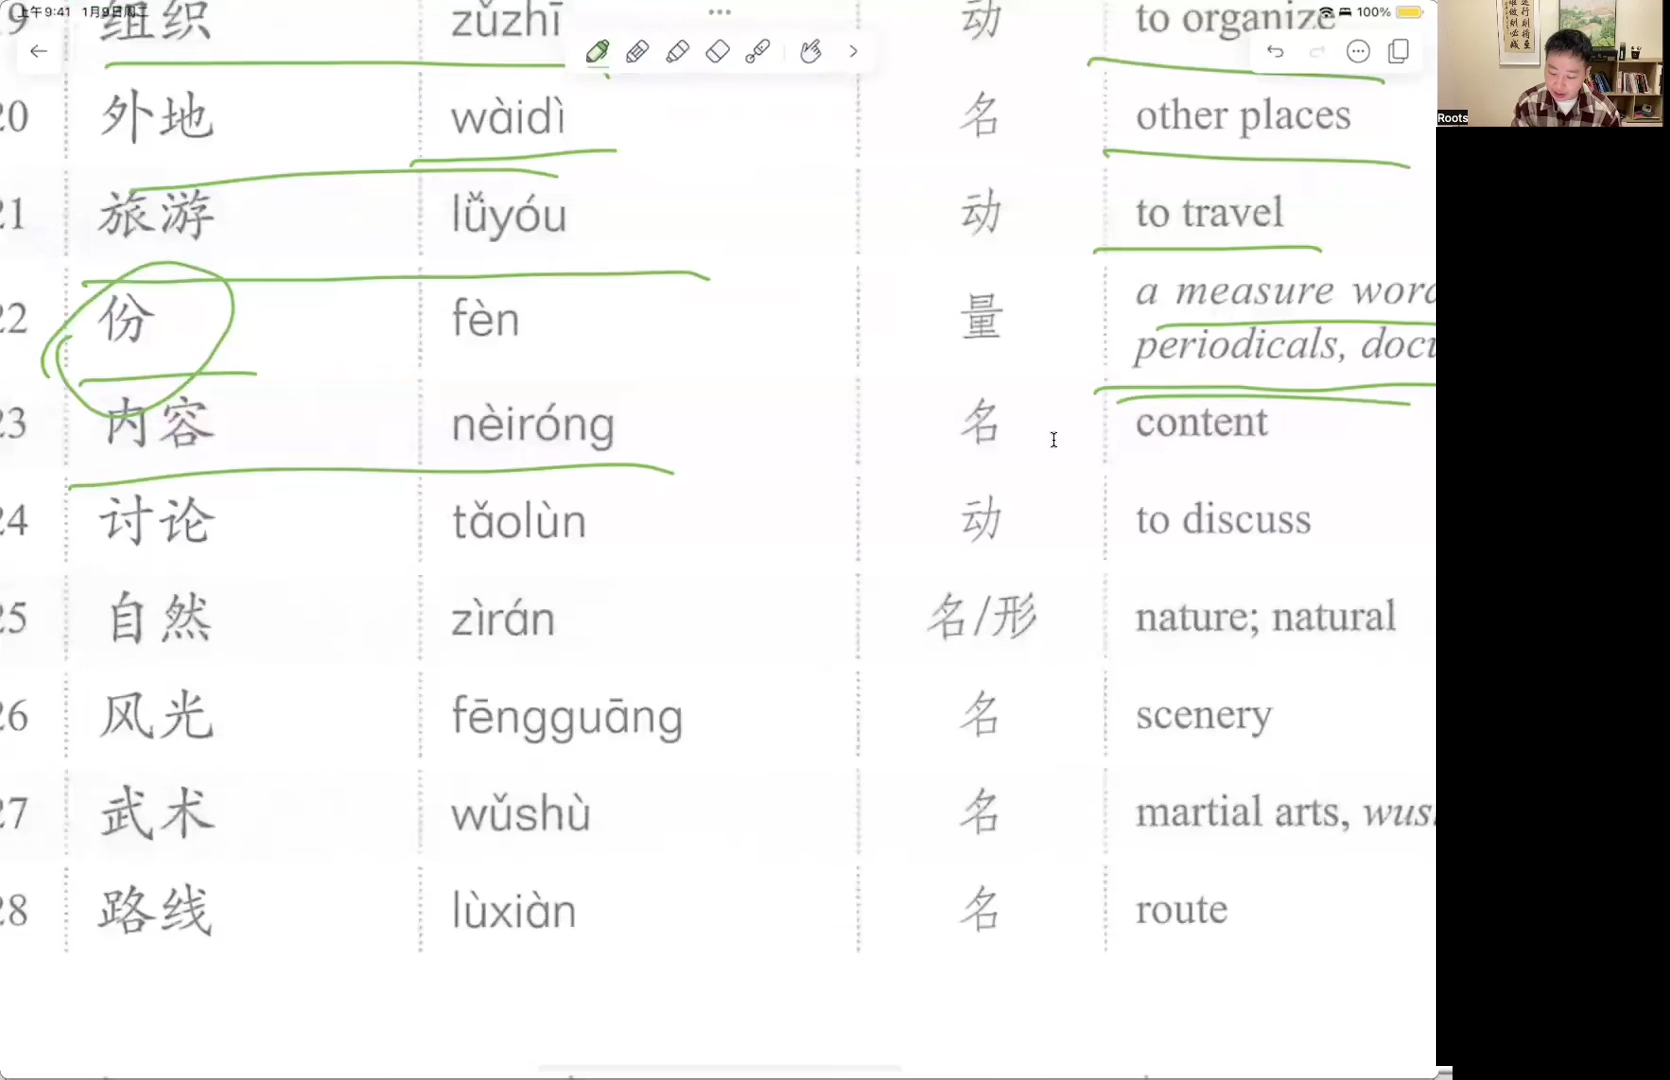 上午9:41 1月9日周二
100%
19 组织 zǔzhī 动 to organize
20 外地 wàidì 名 other places
21 旅游 lǚyóu 动 to travel
22 份 fèn 量 a measure word
periodicals, docu
23 内容 nèiróng 名 content
24 讨论 tǎolùn 动 to discuss
25 自然 zìrán 名/形 nature; natural
26 风光 fēngguāng 名 scenery
27 武术 wǔshù 名 martial arts, wus
28 路线 lùxiàn 名 route
Roots